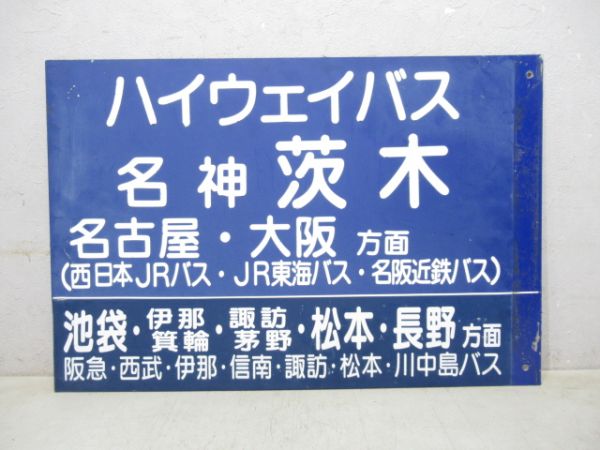 ハイウェイバス
名神 茨木
名古屋・大阪 方面
(西日本JRバス・JR東海バス・名阪近鉄バス)
池袋・伊那箕輪・諏訪茅野・松本・長野方面
阪急・西武・伊那・信南・諏訪・松本・川中島バス